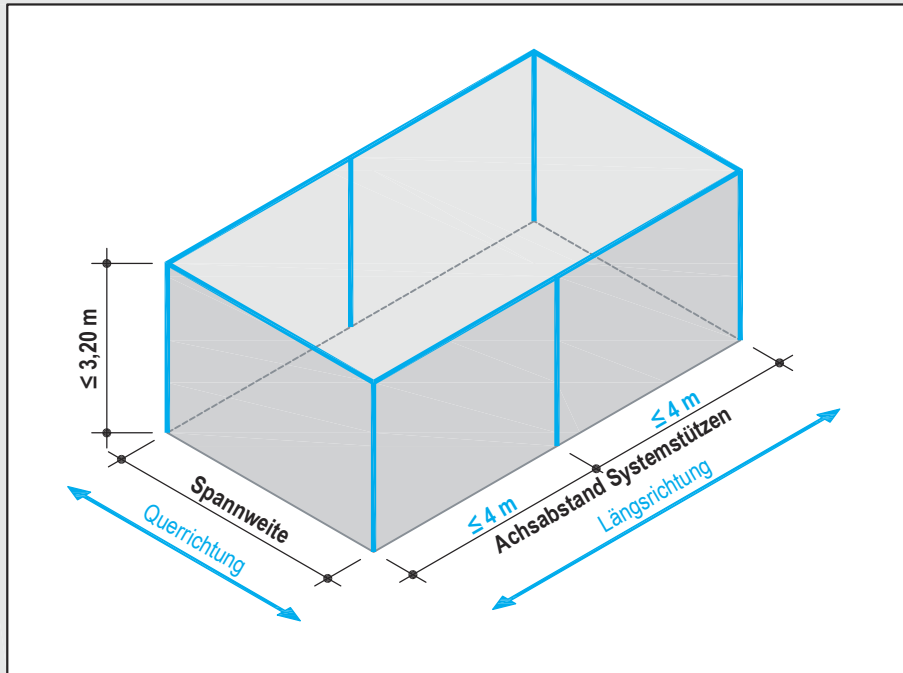 ≤ 3,20 m
Spannweite
Querrichtung
≤ 4 m
≤ 4 m
Achsabstand Systemstützen
Längsrichtung